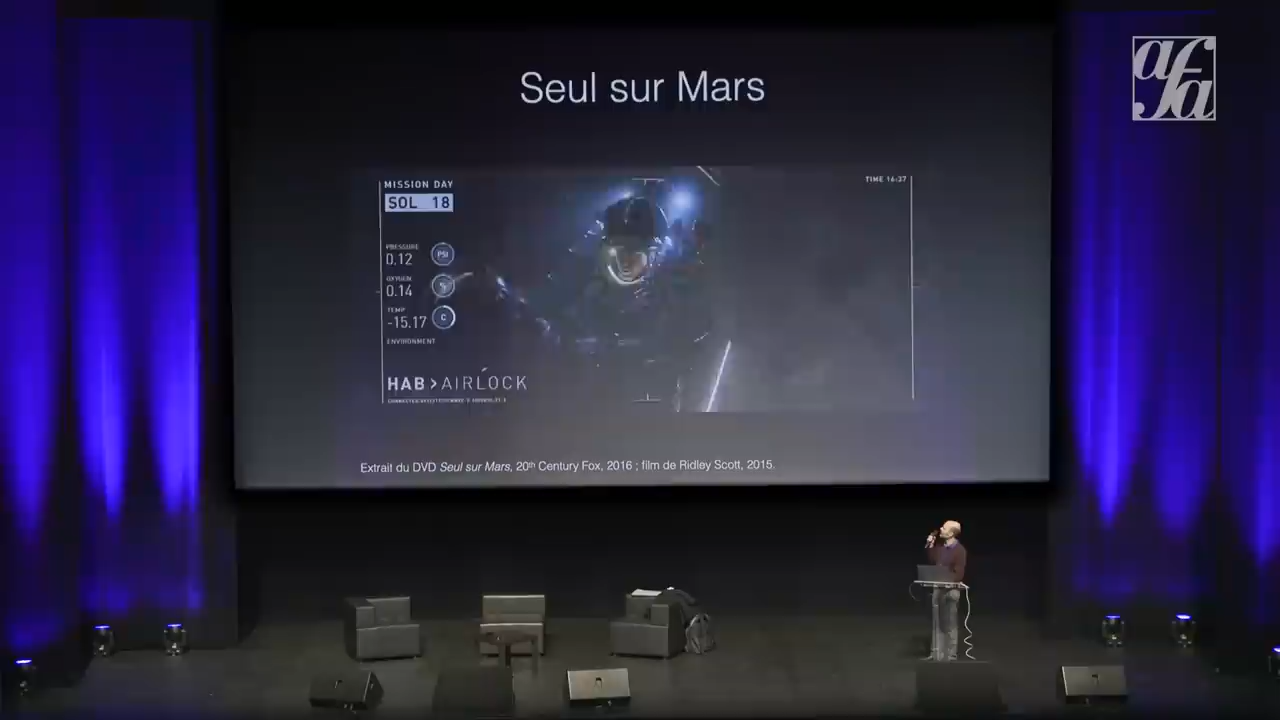 Seul sur Mars
afa
MISSION DAY
SOL 18
TIME 16:37
PRESSURE
0.12
PSI
OXYGEN
0.14
TEMP
-15.17
C
ENVIRONMENT
HAB > AIRLOCK
Extrait du DVD Seul sur Mars, 20th Century Fox, 2016 ; film de Ridley Scott, 2015.